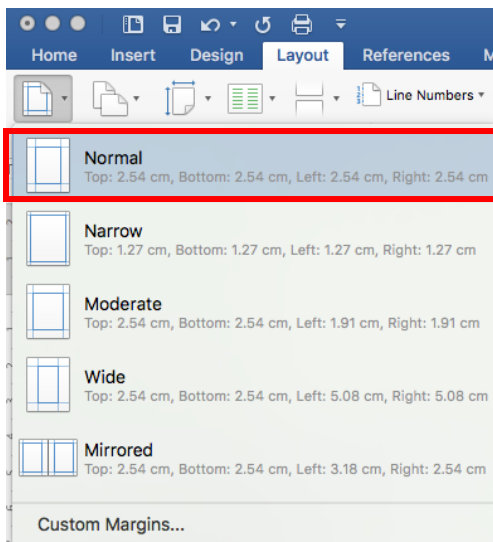 Home Insert Design Layout References
Line Numbers
Normal
Top: 2.54 cm, Bottom: 2.54 cm, Left: 2.54 cm, Right: 2.54 cm
Narrow
Top: 1.27 cm, Bottom: 1.27 cm, Left: 1.27 cm, Right: 1.27 cm
Moderate
Top: 2.54 cm, Bottom: 2.54 cm, Left: 1.91 cm, Right: 1.91 cm
Wide
Top: 2.54 cm, Bottom: 2.54 cm, Left: 5.08 cm, Right: 5.08 cm
Mirrored
Top: 2.54 cm, Bottom: 2.54 cm, Left: 3.18 cm, Right: 2.54 cm
Custom Margins...